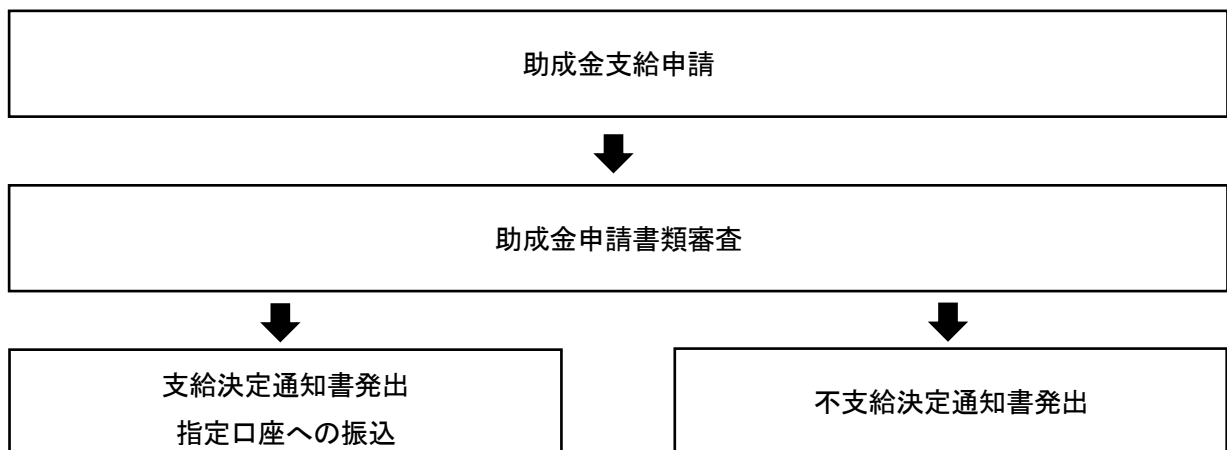 助成金支給申請
助成金申請書類審査
支給決定通知書発出
指定口座への振込
不支給決定通知書発出